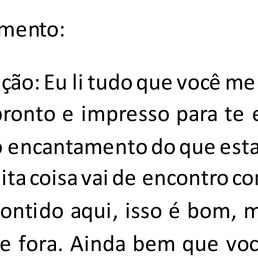 mento:
ção: Eu li tudo que você me
pronto e impresso para te e
o encantamento do que esta
ita coisa vai de encontro con
ontido aqui, isso é bom, m
e fora. Ainda bem que voc